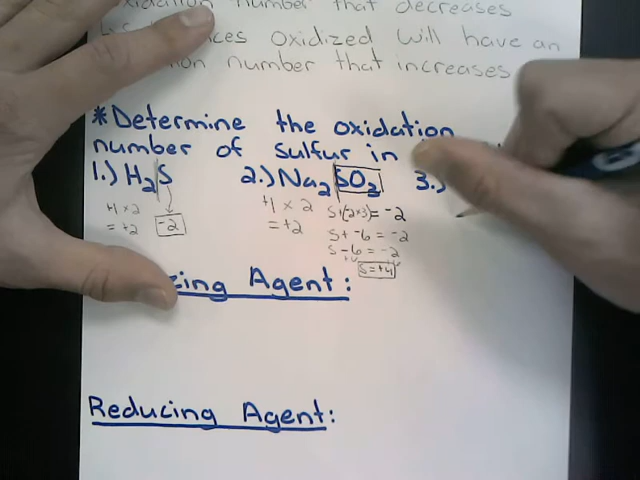 number that decreases
oxidized will have an
number that increases
*Determine the oxidation
number of sulfur in
1.) H2S 2.) Na2SO3 3.)
+1 x 2
= +2
-2
+1 x 2
= +2
S+(-2x3) = -2
S + -6 = -2
S - 6 = -2
+6 +6
S = +4
cing Agent:
Reducing Agent: